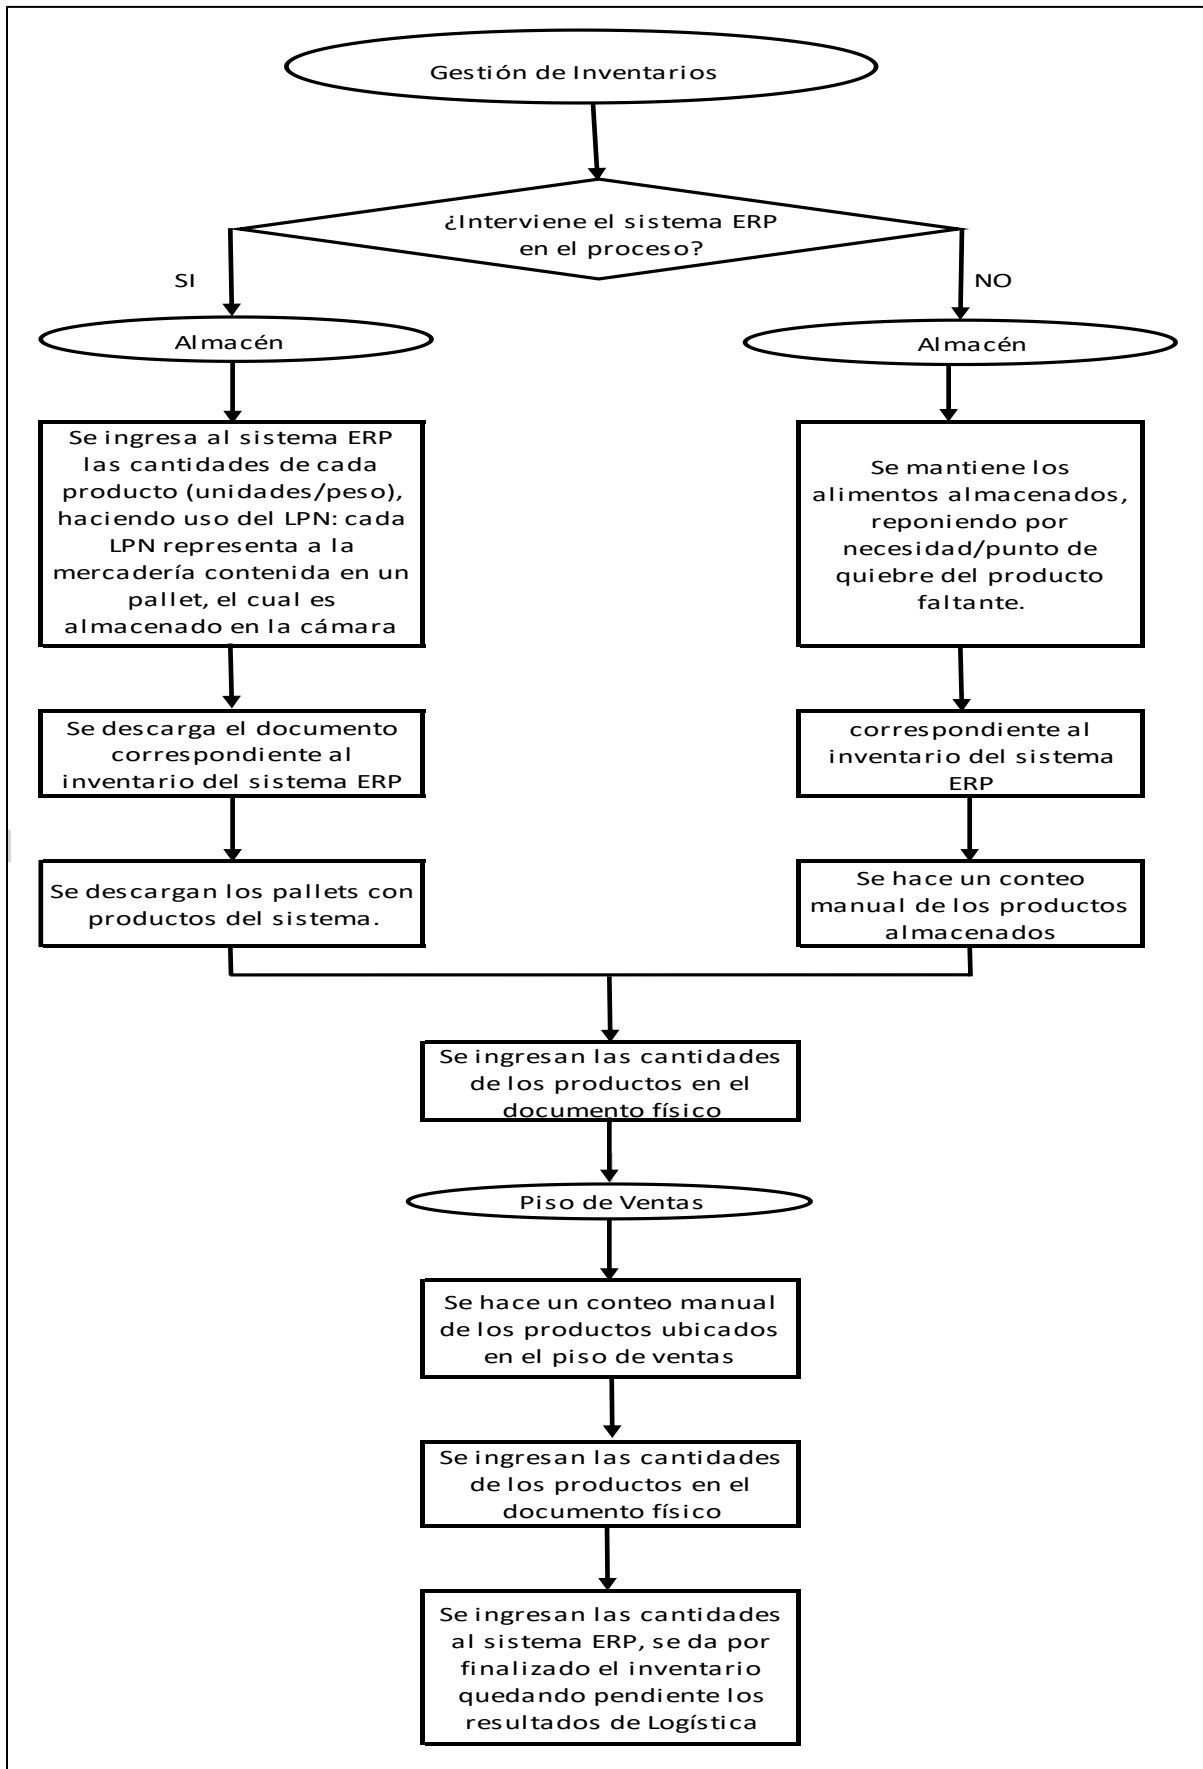 Gestión de Inventarios
¿Interviene el sistema ERP
en el proceso?
SI
NO
Almacén
Almacén
Se ingresa al sistema ERP
las cantidades de cada
producto (unidades/peso),
haciendo uso del LPN: cada
LPN representa a la
mercadería contenida en un
pallet, el cual es
almacenado en la cámara
Se mantiene los
alimentos almacenados,
reponiendo por
necesidad/punto de
quiebre del producto
faltante.
Se descarga el documento
correspondiente al
inventario del sistema ERP
correspondiente al
inventario del sistema
ERP
Se descargan los pallets con
productos del sistema.
Se hace un conteo
manual de los productos
almacenados
Se ingresan las cantidades
de los productos en el
documento físico
Piso de Ventas
Se hace un conteo manual
de los productos ubicados
en el piso de ventas
Se ingresan las cantidades
de los productos en el
documento físico
Se ingresan las cantidades
al sistema ERP, se da por
finalizado el inventario
quedando pendiente los
resultados de Logística